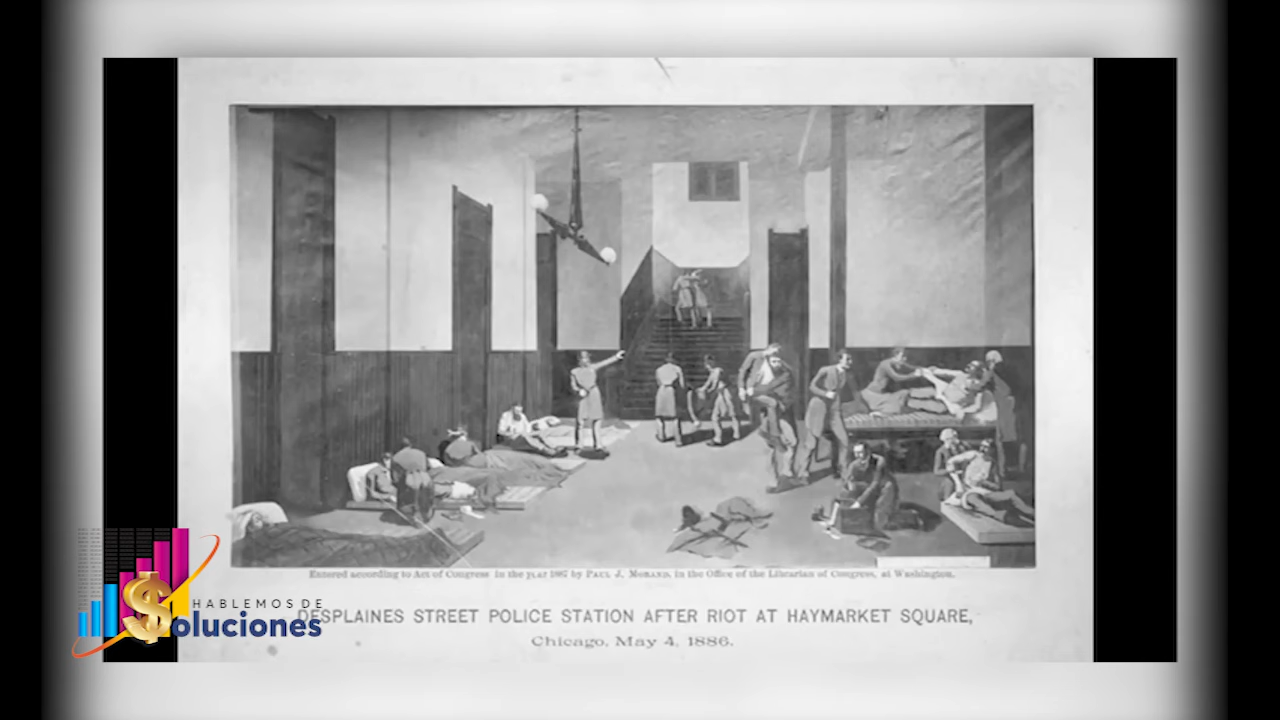 Entered according to Act of Congress in the year 1887 by PAUL J. MORAND, in the Office of the Librarian of Congress, at Washington.
DESPLAINES STREET POLICE STATION AFTER RIOT AT HAYMARKET SQUARE,
Chicago, May 4, 1886.
HABLEMOS DE
$oluciones